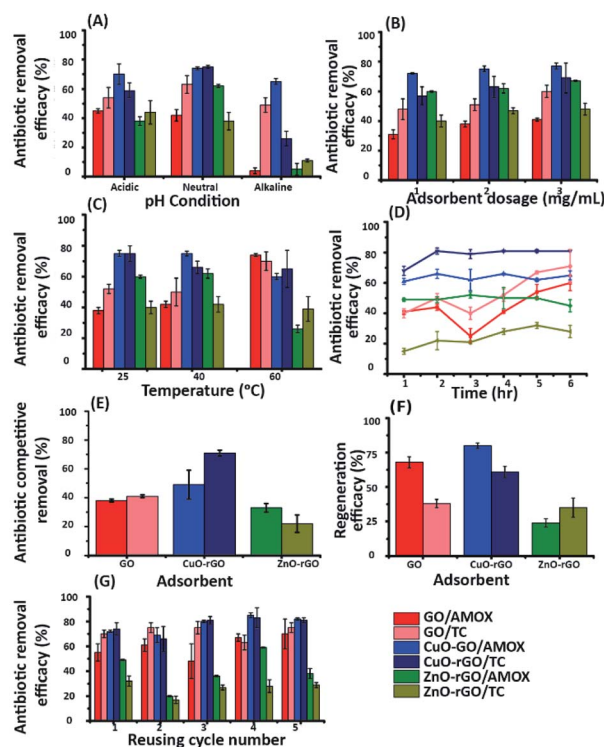 (A)
Antibiotic removal
efficacy (%)
100
80
60
40
20
0
Acidic
Neutral
Alkaline
pH Condition
(B)
Antibiotic removal
efficacy (%)
100
80
60
40
20
0
1
2
3
Adsorbent dosage (mg/mL)
(C)
Antibiotic removal
efficacy (%)
100
80
60
40
20
0
25
40
60
Temperature (°C)
(D)
Antibiotic removal
efficacy (%)
100
80
60
40
20
0
1
2
3
4
5
6
Time (hr)
(E)
Antibiotic competitive
removal (%)
100
80
60
40
20
0
GO
CuO-rGO
ZnO-rGO
Adsorbent
(F)
Regeneration
efficacy (%)
100
75
50
25
0
GO
CuO-rGO
ZnO-rGO
Adsorbent
(G)
Antibiotic removal
efficacy (%)
100
80
60
40
20
0
1
2
3
4
5
Reusing cycle number
GO/AMOX
GO/TC
CuO-GO/AMOX
CuO-rGO/TC
ZnO-rGO/AMOX
ZnO-rGO/TC